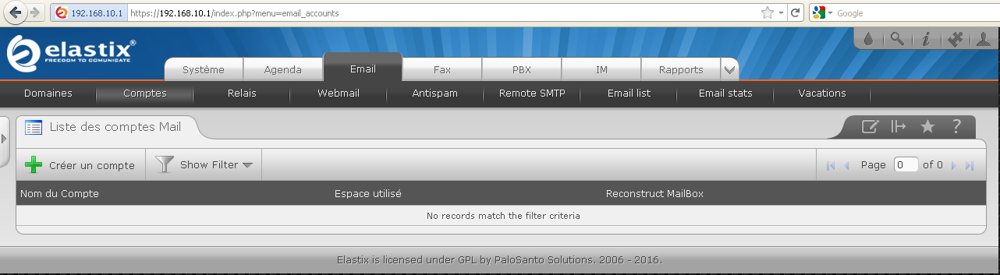 192.168.10.1 https://192.168.10.1/index.php?menu=email_accounts Google
elastix®
FREEDOM TO COMUNICATE
Système Agenda Email Fax PBX IM Rapports
Domaines Comptes Relais Webmail Antispam Remote SMTP Email list Email stats Vacations
Liste des comptes Mail
Créer un compte Show Filter Page 0 of 0
Nom du Compte Espace utilisé Reconstruct MailBox
No records match the filter criteria
Elastix is licensed under GPL by PaloSanto Solutions. 2006 - 2016.